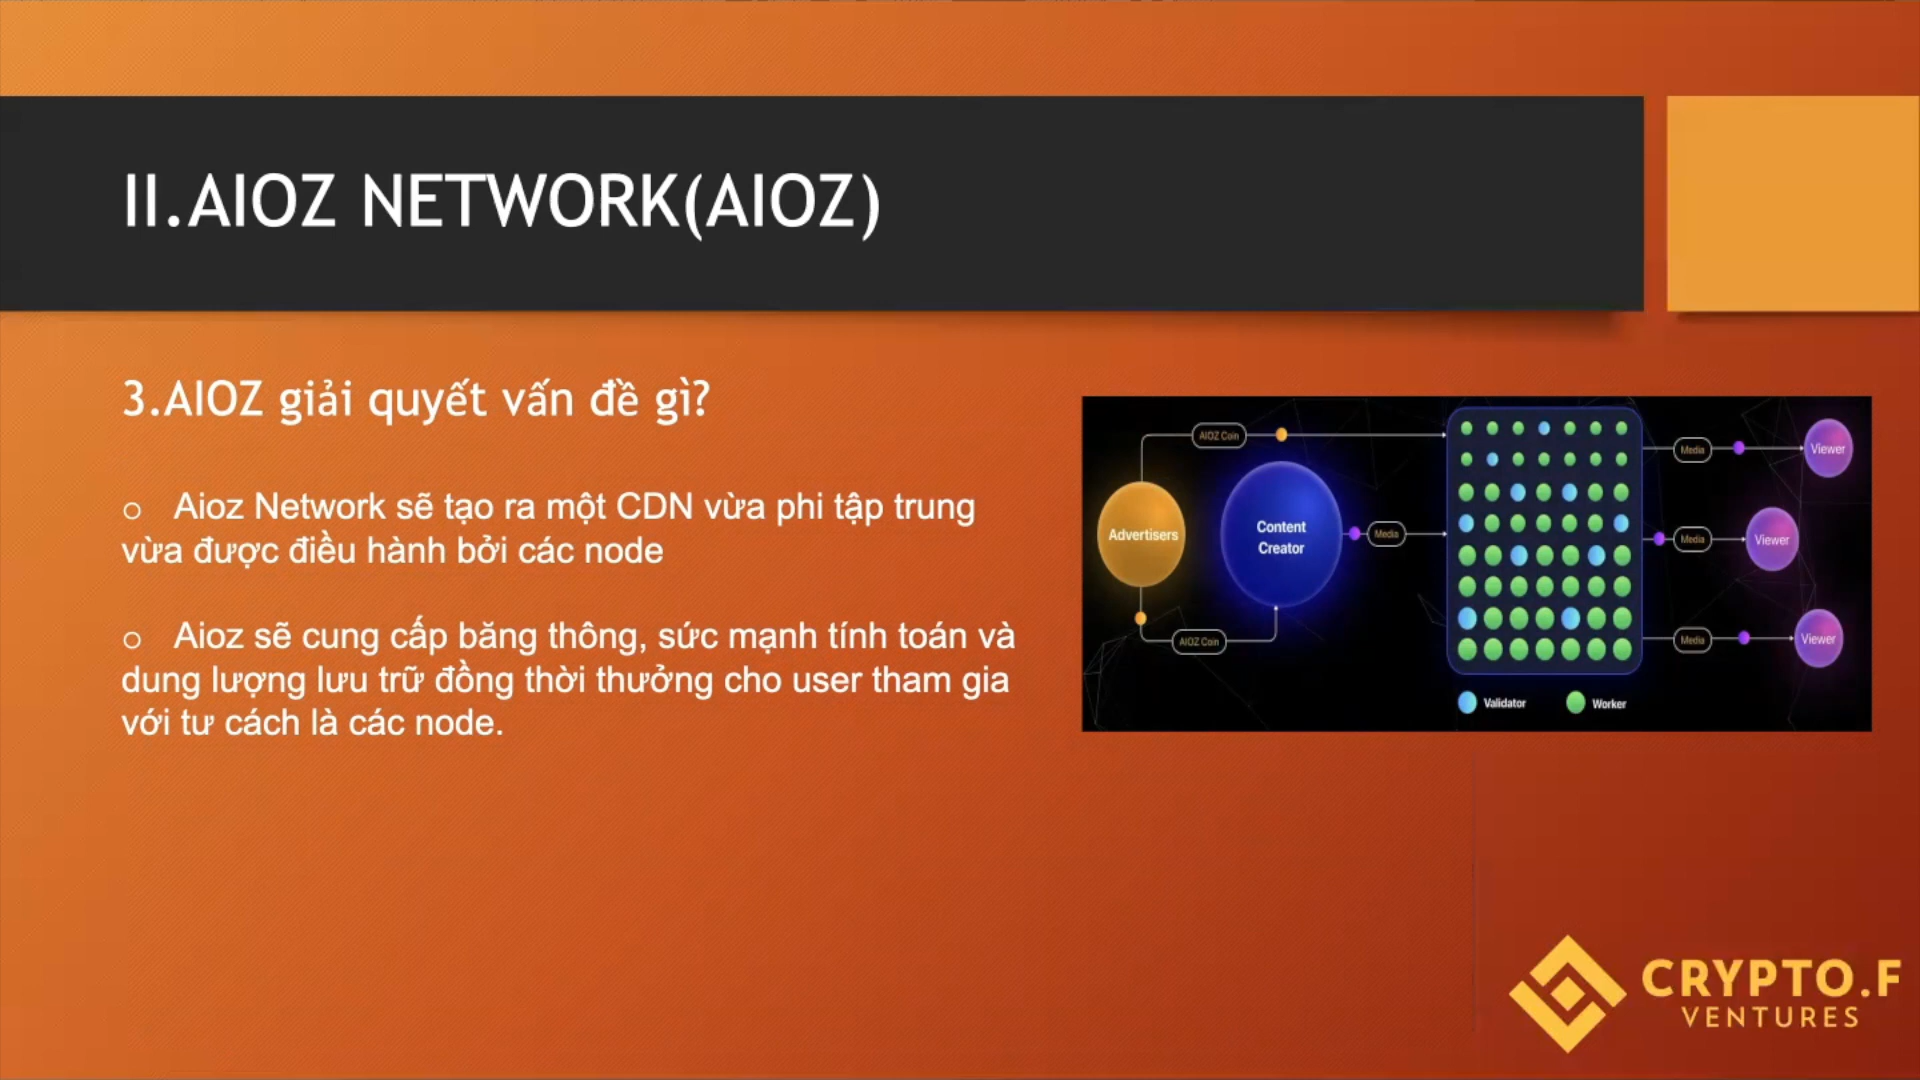 II.AIOZ NETWORK(AIOZ)
3.AIOZ giải quyết vấn đề gì?
o Aioz Network sẽ tạo ra một CDN vừa phi tập trung
vừa được điều hành bởi các node
o Aioz sẽ cung cấp băng thông, sức mạnh tính toán và
dung lượng lưu trữ đồng thời thưởng cho user tham gia
với tư cách là các node.
AIOZ Coin
Advertisers
Content
Creator
Media
AIOZ Coin
Media
Viewer
Media
Viewer
Media
Viewer
Validator
Worker
CRYPTO.F
VENTURES